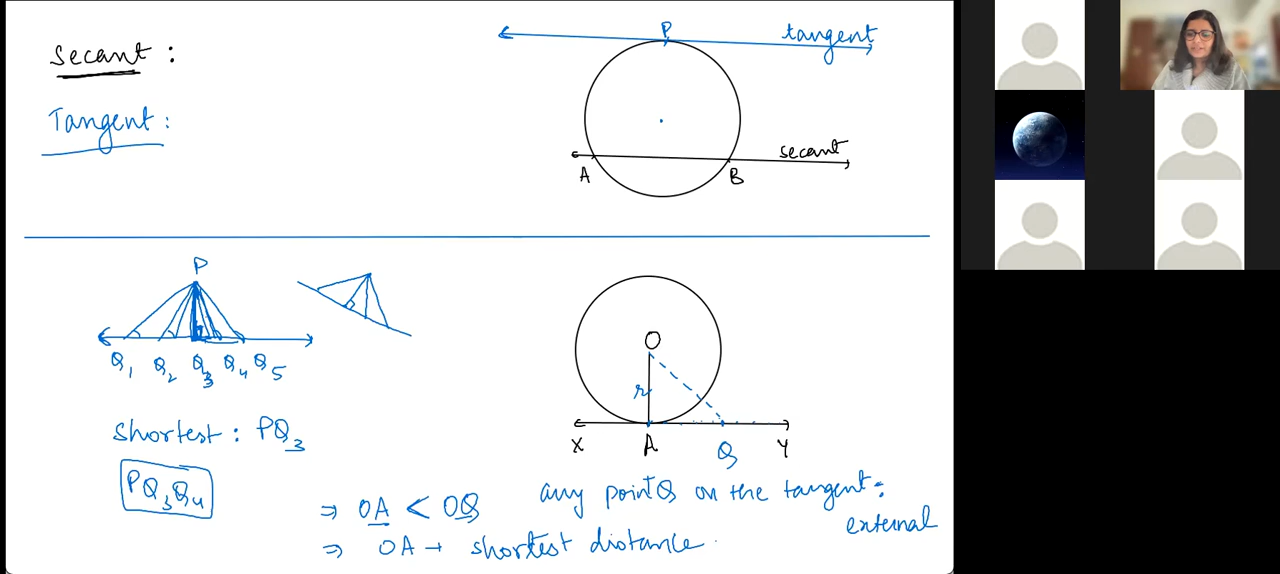 Secant :
Tangent :
P
tangent
secant
A
B
P
Q1 Q2 Q3 Q4 Q5
shortest : PQ3
PQ3Q4
O
r
X
A
Q
Y
⇒ OA < OQ
any point Q on the tangent :
external
⇒ OA → shortest distance.